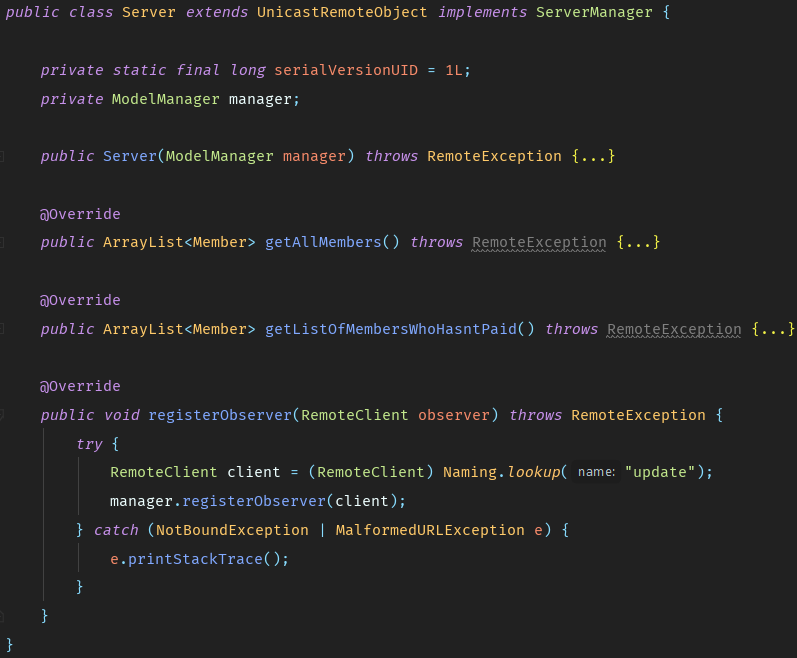 public class Server extends UnicastRemoteObject implements ServerManager {
private static final long serialVersionUID = 1L;
private ModelManager manager;
public Server(ModelManager manager) throws RemoteException {...}
@Override
public ArrayList<Member> getAllMembers() throws RemoteException {...}
@Override
public ArrayList<Member> getListOfMembersWhoHasntPaid() throws RemoteException {...}
@Override
public void registerObserver(RemoteClient observer) throws RemoteException {
try {
RemoteClient client = (RemoteClient) Naming.lookup( name: "update");
manager.registerObserver(client);
} catch (NotBoundException | MalformedURLException e) {
e.printStackTrace();
}
}
}